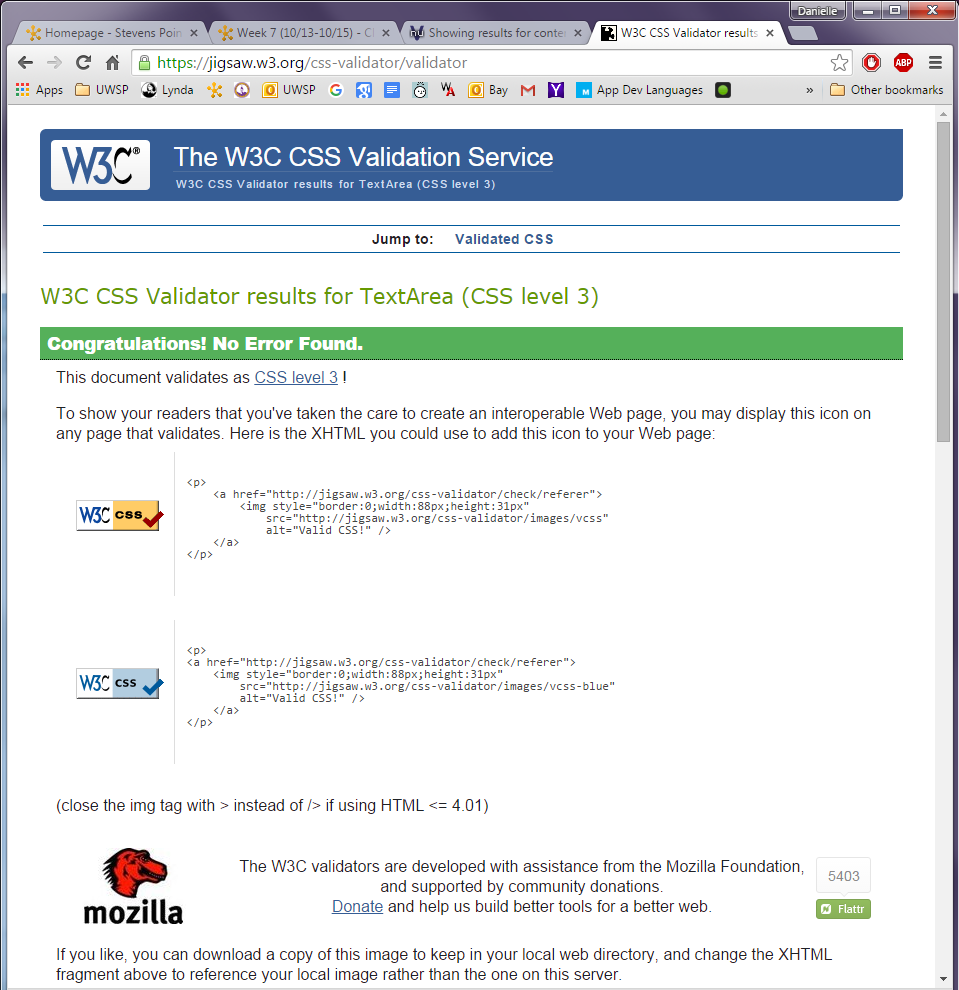 Danielle
Homepage - Stevens Poin
Week 7 (10/13-10/15) - C
Showing results for conte
W3C CSS Validator results
https://jigsaw.w3.org/css-validator/validator
ABP
Apps
UWSP
Lynda
UWSP
Bay
App Dev Languages
»
Other bookmarks
W3C®
The W3C CSS Validation Service
W3C CSS Validator results for TextArea (CSS level 3)
Jump to: Validated CSS
W3C CSS Validator results for TextArea (CSS level 3)
Congratulations! No Error Found.
This document validates as CSS level 3 !
To show your readers that you've taken the care to create an interoperable Web page, you may display this icon on
any page that validates. Here is the XHTML you could use to add this icon to your Web page:
W3C css
<p>
<a href="http://jigsaw.w3.org/css-validator/check/referer">
<img style="border:0;width:88px;height:31px"
src="http://jigsaw.w3.org/css-validator/images/vcss"
alt="Valid CSS!" />
</a>
</p>
W3C css
<p>
<a href="http://jigsaw.w3.org/css-validator/check/referer">
<img style="border:0;width:88px;height:31px"
src="http://jigsaw.w3.org/css-validator/images/vcss-blue"
alt="Valid CSS!" />
</a>
</p>
(close the img tag with > instead of /> if using HTML <= 4.01)
mozilla
The W3C validators are developed with assistance from the Mozilla Foundation,
and supported by community donations.
Donate and help us build better tools for a better web.
5403
Flattr
If you like, you can download a copy of this image to keep in your local web directory, and change the XHTML
fragment above to reference your local image rather than the one on this server.